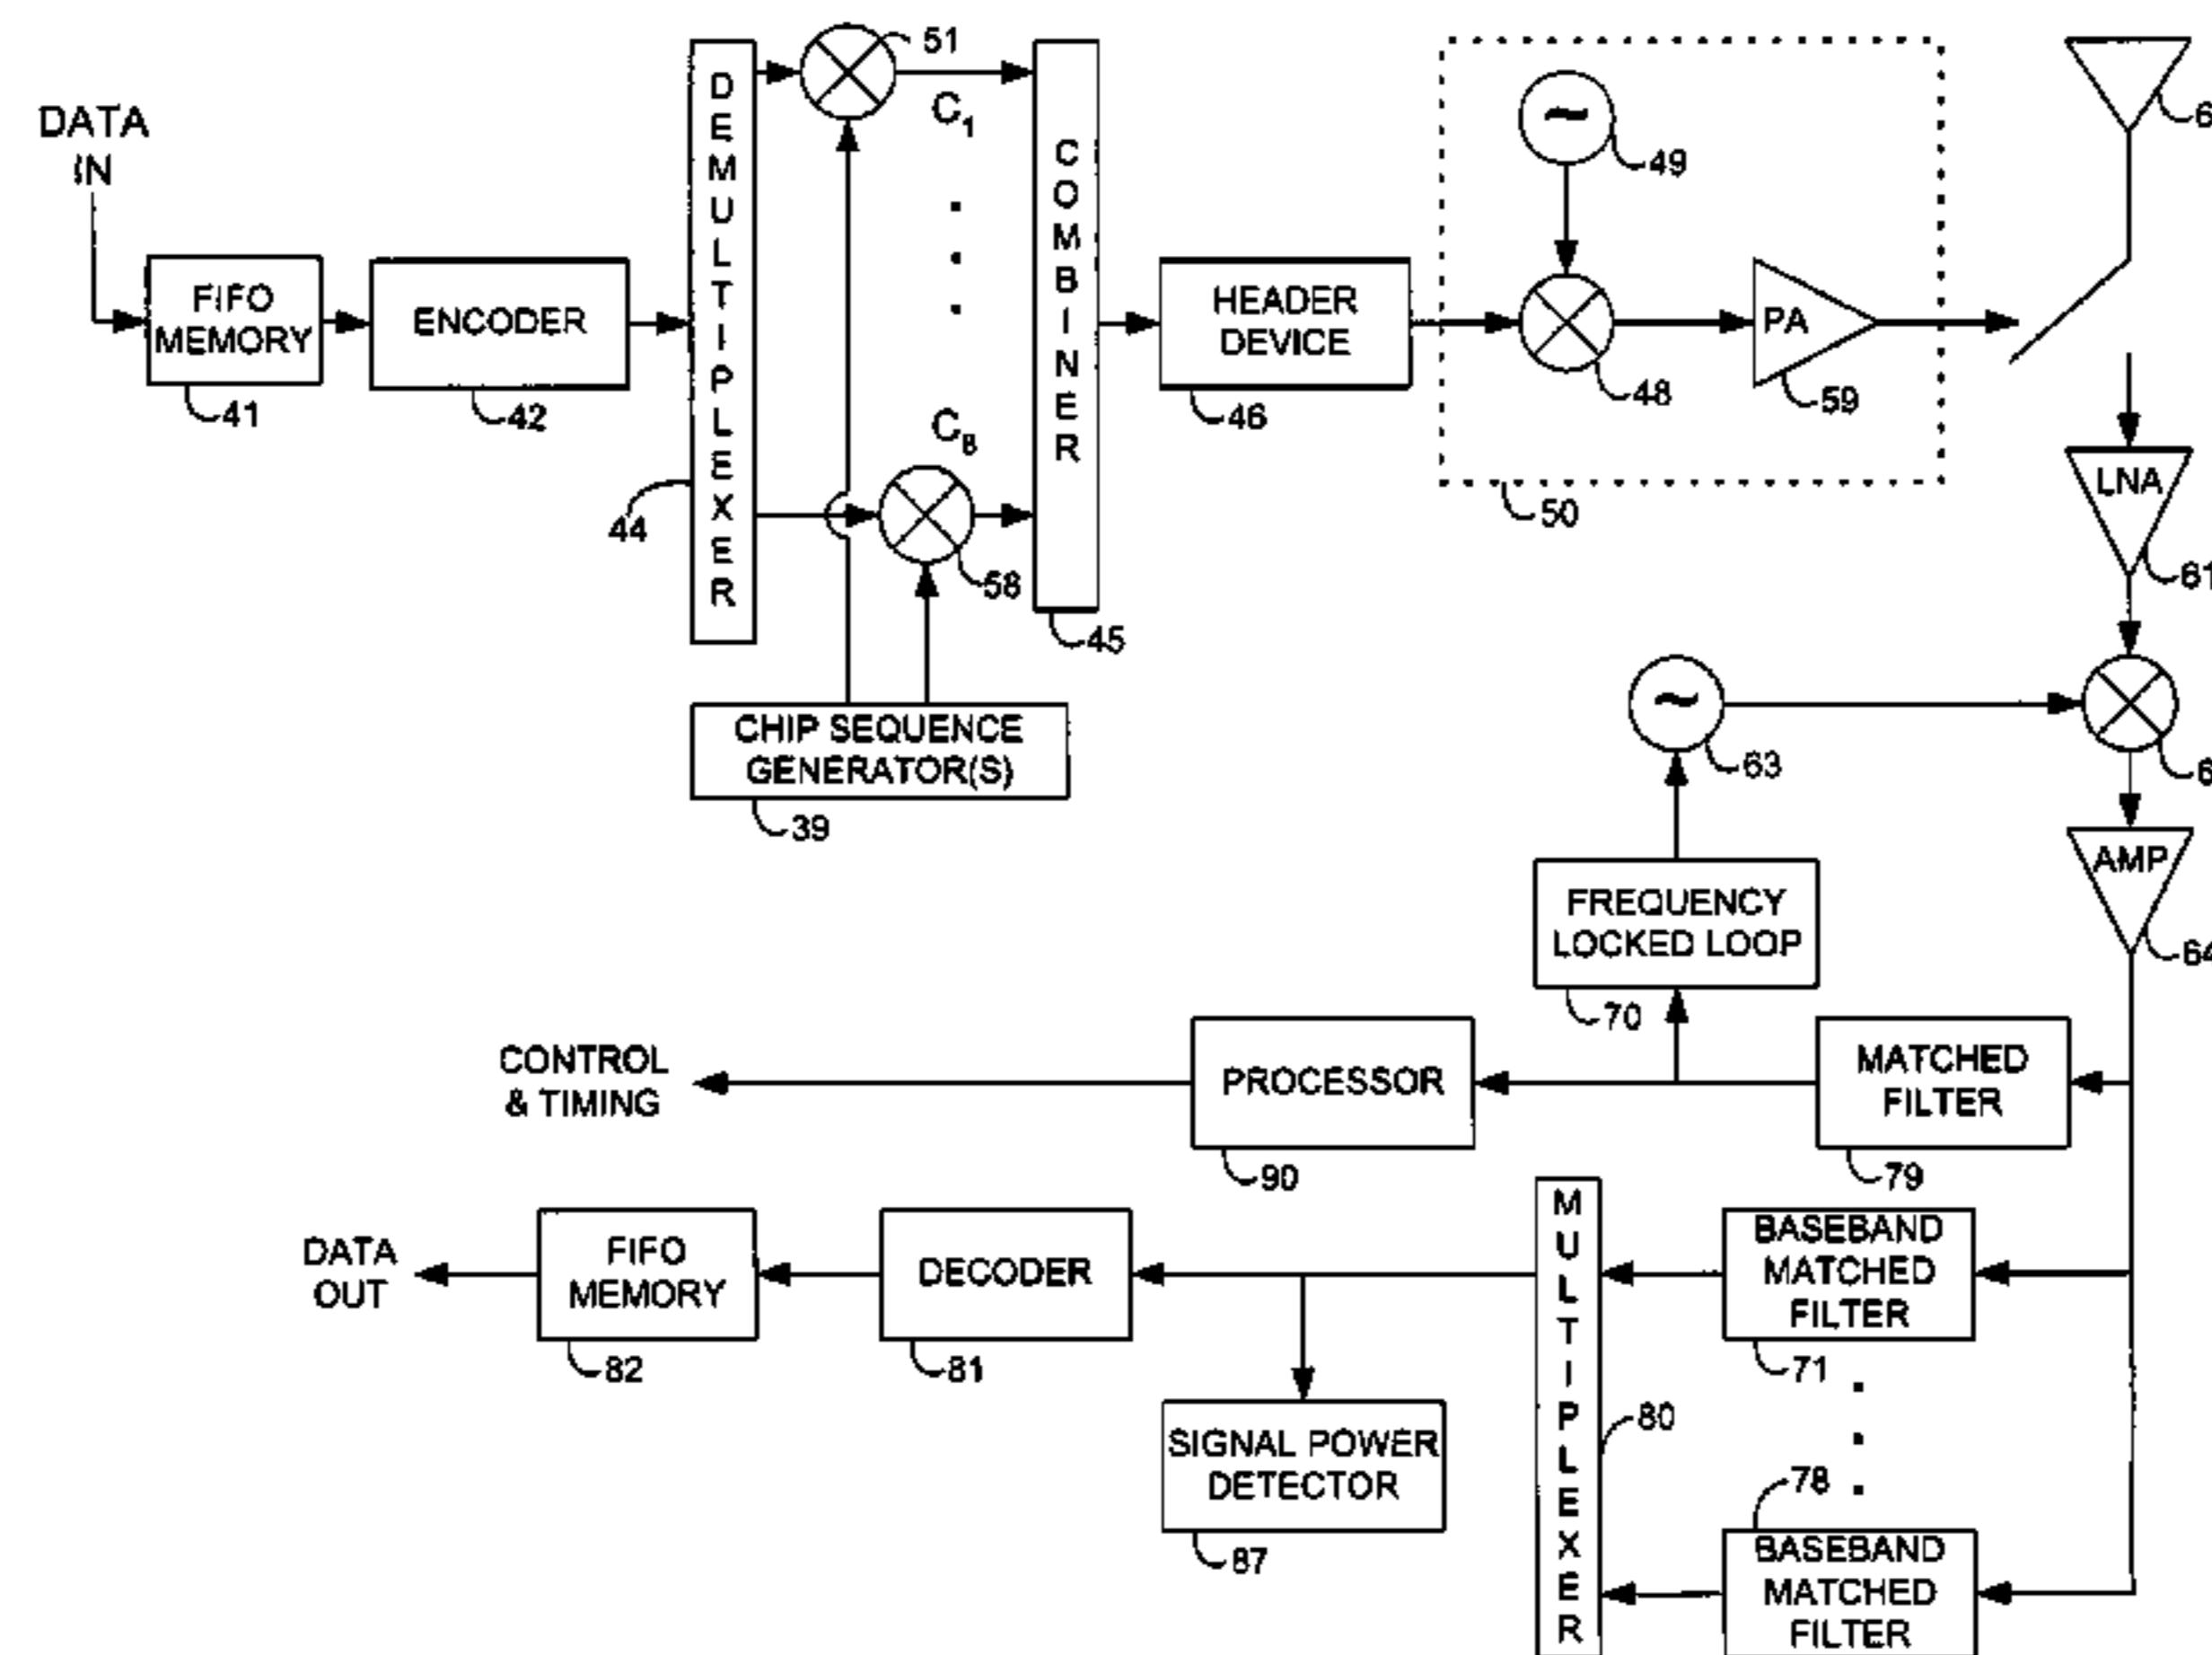 DATA
IN
FIFO
MEMORY
41
ENCODER
42
DEMULTIPLEXER
44
51
C₁
C₈
58
CHIP SEQUENCE
GENERATOR(S)
39
COMBINER
45
HEADER
DEVICE
46
49
48
PA
59
50
LNA
61
63
AMP
64
FREQUENCY
LOCKED LOOP
70
MATCHED
FILTER
79
PROCESSOR
90
CONTROL
& TIMING
BASEBAND
MATCHED
FILTER
71
78
BASEBAND
MATCHED
FILTER
MULTIPLEXER
80
SIGNAL POWER
DETECTOR
87
DECODER
81
FIFO
MEMORY
82
DATA
OUT